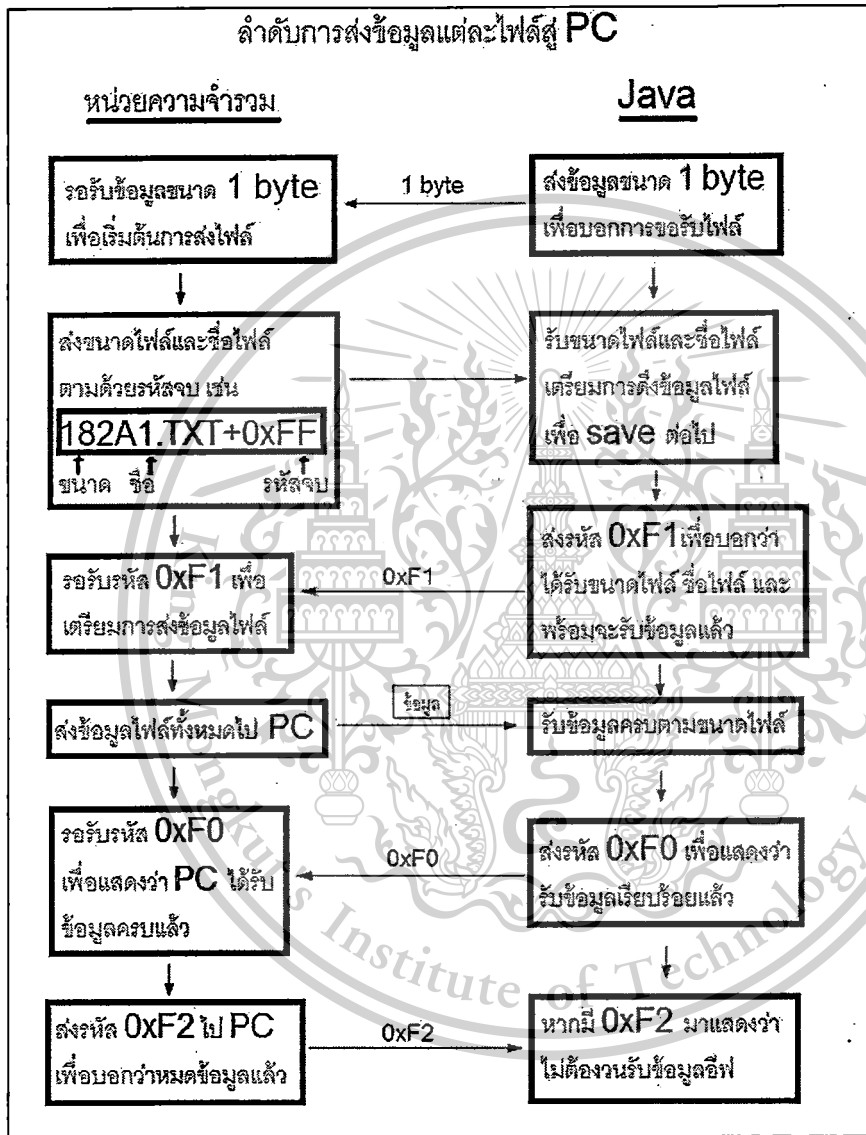 ลำดับการส่งข้อมูลแต่ละไฟล์สู่ PC
หน่วยความจำรวม
Java
รอรับข้อมูลขนาด 1 byte
เพื่อเริ่มต้นการส่งไฟล์
1 byte
ส่งข้อมูลขนาด 1 byte
เพื่อบอกการขอรับไฟล์
ส่งขนาดไฟล์และชื่อไฟล์
ตามด้วยรหัสจบ เช่น
182A1.TXT+0xFF
ขนาด ชื่อ รหัสจบ
รับขนาดไฟล์และชื่อไฟล์
เตรียมการดึงข้อมูลไฟล์
เพื่อ save ต่อไป
รอรับรหัส 0xF1 เพื่อ
เตรียมการส่งข้อมูลไฟล์
0xF1
ส่งรหัส 0xF1เพื่อบอกว่า
ได้รับขนาดไฟล์ ชื่อไฟล์ และ
พร้อมจะรับข้อมูลแล้ว
ส่งข้อมูลไฟล์ทั้งหมดไป PC
ข้อมูล
รับข้อมูลครบตามขนาดไฟล์
รอรับรหัส 0xF0
เพื่อแสดงว่า PC ได้รับ
ข้อมูลครบแล้ว
0xF0
ส่งรหัส 0xF0 เพื่อแสดงว่า
รับข้อมูลเรียบร้อยแล้ว
ส่งรหัส 0xF2 ไป PC
เพื่อบอกว่าหมดข้อมูลแล้ว
0xF2
หากมี 0xF2 มาแสดงว่า
ไม่ต้องวนรับข้อมูลอีฟ
King Mongkut's Institute of Technology